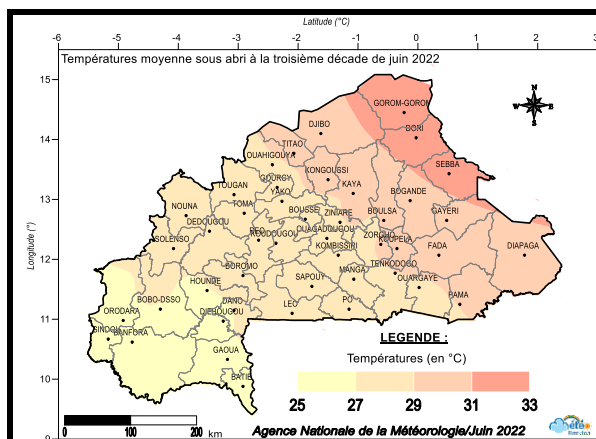 Latitude (°C)
-6 -5 -4 -3 -2 -1 0 1 2 3
Températures moyenne sous abri à la troisième décade de juin 2022
15
GOROM-GOROM
N
W E
S
DJIBO
14
DORI
TITAO
OUAHIGOUYA
SEBBA
KONGOUSSI
GOURCY
TOUGAN
KAYA
YAKO
BOGANDE
NOUNA
TOMA
BOUSSE
BOULSA
GAYERI
13
DEDOUGOU
ZINIARE
OUAGADOUGOU
REO
KOUDOUGOU
ZORGHO
KOUPELA
SOLENSO
KOMBISSIRI
FADA
DIAPAGA
Longitude (°)
12
BOROMO
TENKODOGO
MANGA
SAPOUY
OUARGAYE
HOUNDE
PAMA
BOBO-DSSO
DANO
LEO
PO
ORODARA
DIEBOUGOU
11
SINDOU
BANFORA
LEGENDE :
GAOUA
Températures (en °C)
10
BATIE
25 27 29 31 33
9
0 100 200 km
Agence Nationale de la Météorologie/Juin 2022
météo